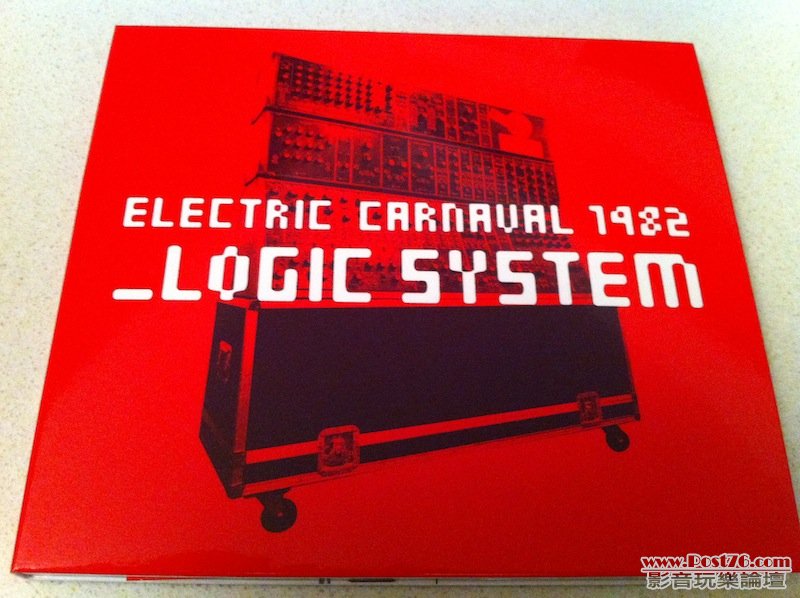 ELECTRIC CARNAVAL 1982
_LOGIC SYSTEM
www.Post76.com
影音玩樂論壇